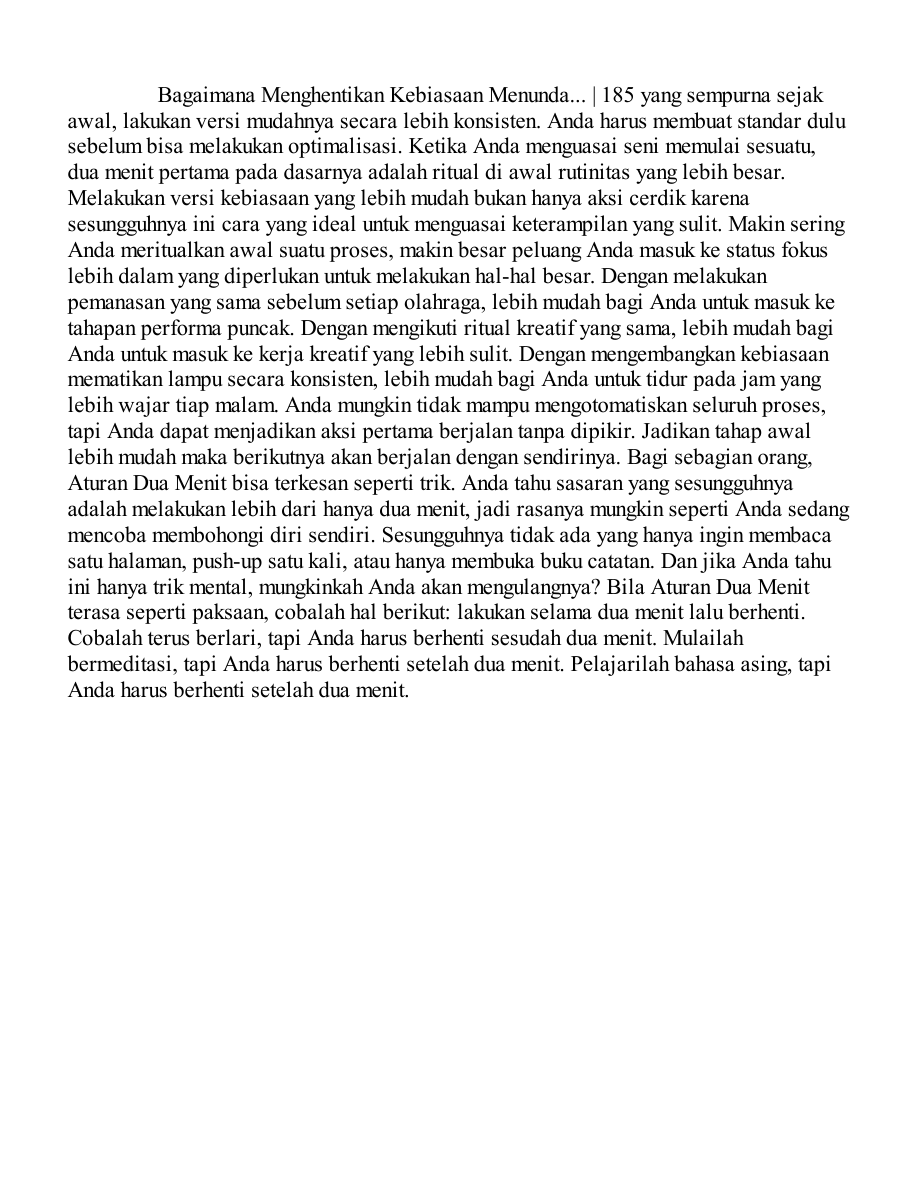 Bagaimana Menghentikan Kebiasaan Menunda... | 185 yang sempurna sejak
awal, lakukan versi mudahnya secara lebih konsisten. Anda harus membuat standar dulu
sebelum bisa melakukan optimalisasi. Ketika Anda menguasai seni memulai sesuatu,
dua menit pertama pada dasarnya adalah ritual di awal rutinitas yang lebih besar.
Melakukan versi kebiasaan yang lebih mudah bukan hanya aksi cerdik karena
sesungguhnya ini cara yang ideal untuk menguasai keterampilan yang sulit. Makin sering
Anda meritualkan awal suatu proses, makin besar peluang Anda masuk ke status fokus
lebih dalam yang diperlukan untuk melakukan hal-hal besar. Dengan melakukan
pemanasan yang sama sebelum setiap olahraga, lebih mudah bagi Anda untuk masuk ke
tahapan performa puncak. Dengan mengikuti ritual kreatif yang sama, lebih mudah bagi
Anda untuk masuk ke kerja kreatif yang lebih sulit. Dengan mengembangkan kebiasaan
mematikan lampu secara konsisten, lebih mudah bagi Anda untuk tidur pada jam yang
lebih wajar tiap malam. Anda mungkin tidak mampu mengotomatiskan seluruh proses,
tapi Anda dapat menjadikan aksi pertama berjalan tanpa dipikir. Jadikan tahap awal
lebih mudah maka berikutnya akan berjalan dengan sendirinya. Bagi sebagian orang,
Aturan Dua Menit bisa terkesan seperti trik. Anda tahu sasaran yang sesungguhnya
adalah melakukan lebih dari hanya dua menit, jadi rasanya mungkin seperti Anda sedang
mencoba membohongi diri sendiri. Sesungguhnya tidak ada yang hanya ingin membaca
satu halaman, push-up satu kali, atau hanya membuka buku catatan. Dan jika Anda tahu
ini hanya trik mental, mungkinkah Anda akan mengulangnya? Bila Aturan Dua Menit
terasa seperti paksaan, cobalah hal berikut: lakukan selama dua menit lalu berhenti.
Cobalah terus berlari, tapi Anda harus berhenti sesudah dua menit. Mulailah
bermeditasi, tapi Anda harus berhenti setelah dua menit. Pelajarilah bahasa asing, tapi
Anda harus berhenti setelah dua menit.